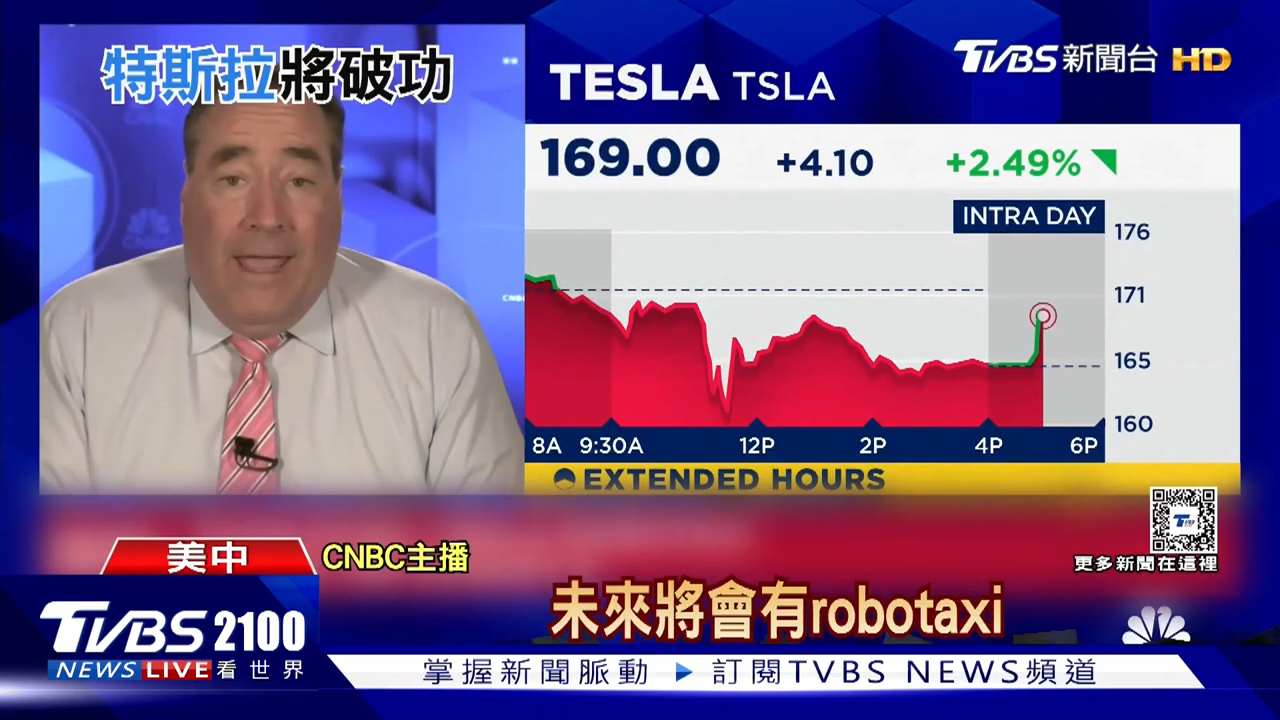 特斯拉將破功
TESLA TSLA
TVBS新聞台 HD
169.00 +4.10 +2.49%
INTRA DAY
176
171
165
160
8A 9:30A 12P 2P 4P 6P
EXTENDED HOURS
更多新聞在這裡
美中
CNBC主播
未來將會有robotaxi
TVBS 2100
NEWS LIVE 看世界
掌握新聞脈動 訂閱TVBS NEWS頻道